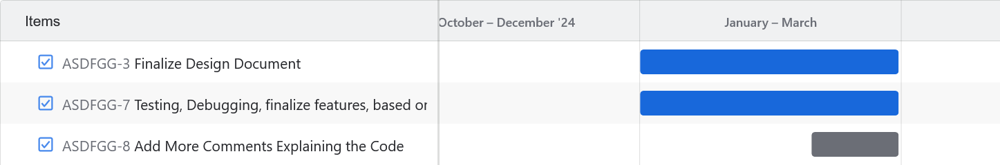 Items
October – December '24
January – March
ASDFGG-3 Finalize Design Document
ASDFGG-7 Testing, Debugging, finalize features, based or
ASDFGG-8 Add More Comments Explaining the Code